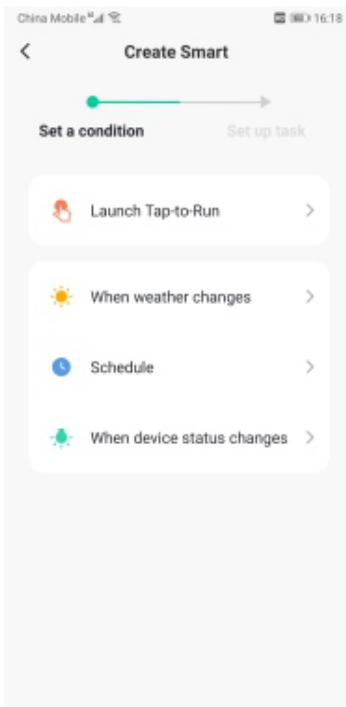 China Mobile 16:18
Create Smart
Set a condition Set up task
Launch Tap-to-Run
When weather changes
Schedule
When device status changes